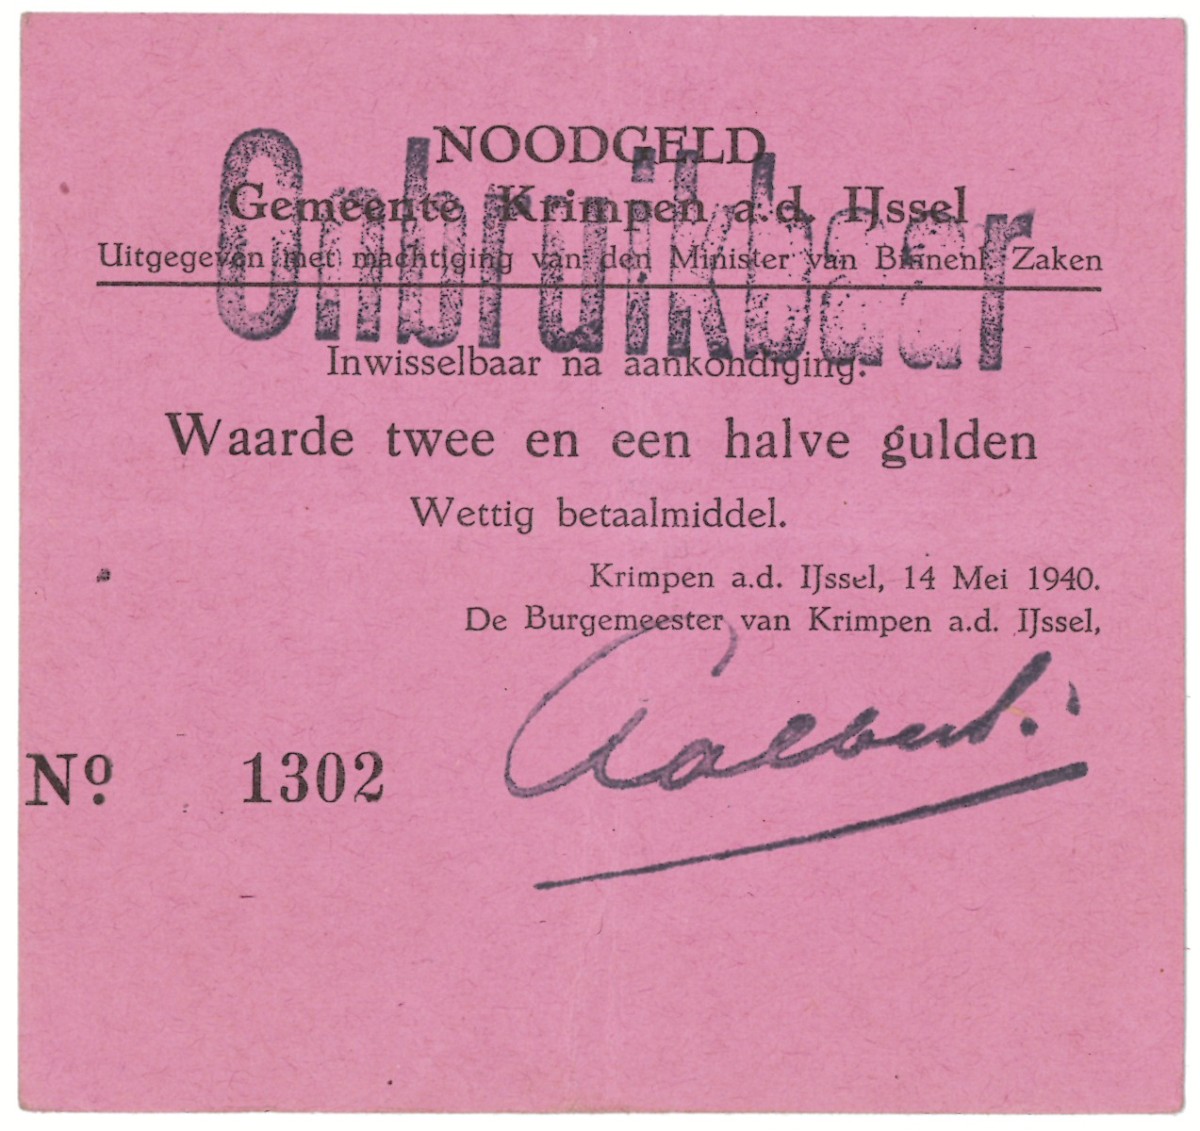 NOODGELD
Onbruikbaar
Gemeente Krimpen a.d. IJssel
Uitgegeven met machtiging van den Minister van Binnenl. Zaken
Inwisselbaar na aankondiging.
Waarde twee en een halve gulden
Wettig betaalmiddel.
Krimpen a.d. IJssel, 14 Mei 1940.
De Burgemeester van Krimpen a.d. IJssel,
Nº 1302